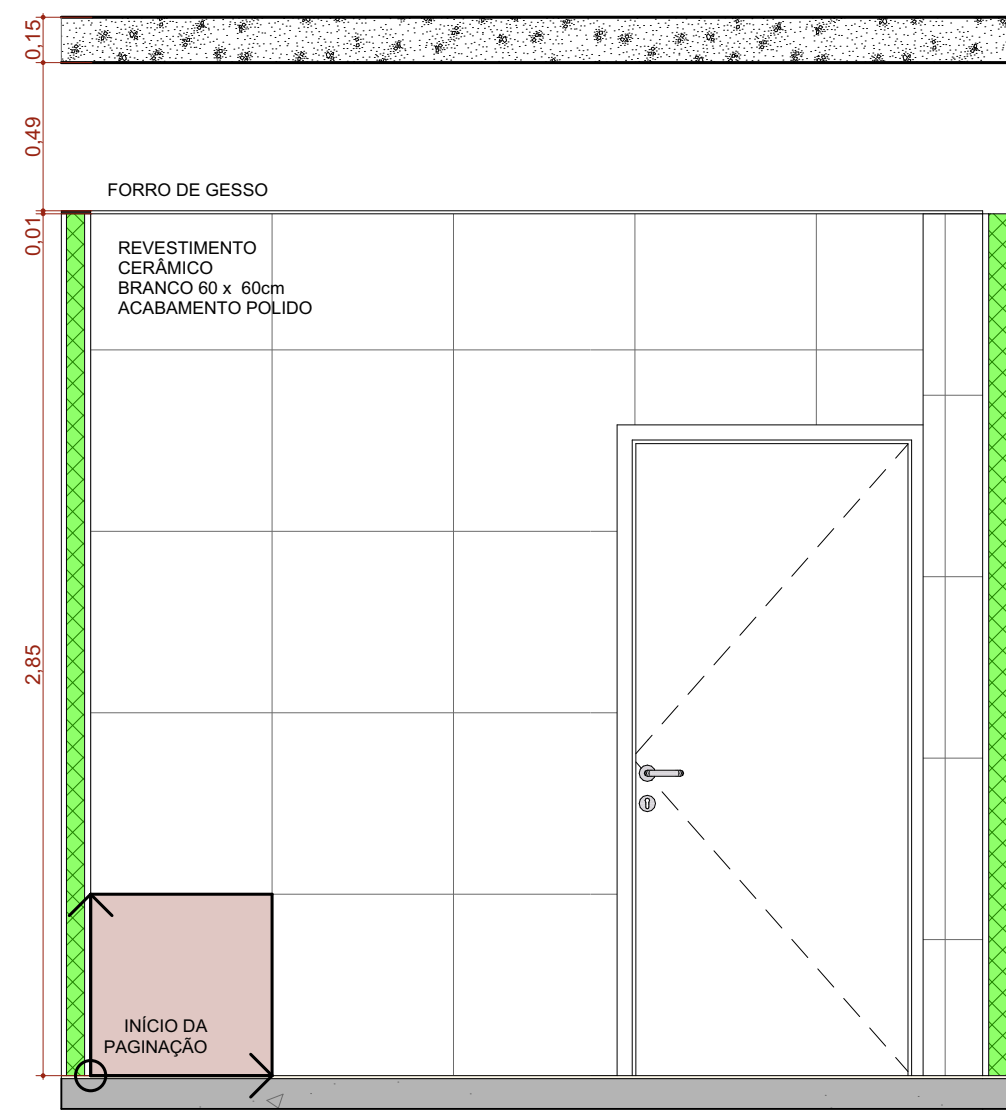 0,15
0,49
FORRO DE GESSO
0,01
REVESTIMENTO
CERÂMICO
BRANCO 60 x 60cm
ACABAMENTO POLIDO
2,85
INÍCIO DA
PAGINAÇÃO